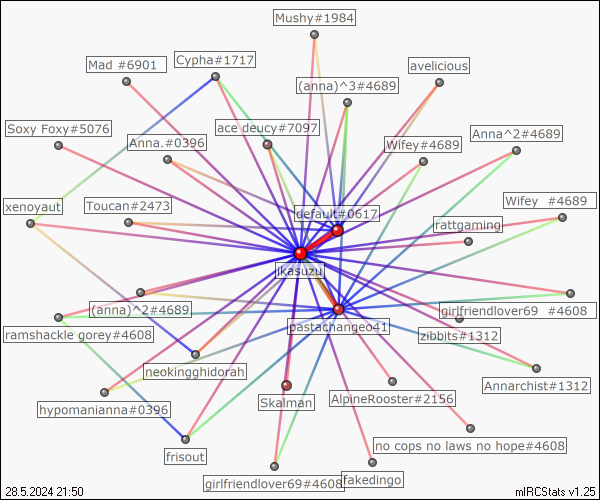 Mushy#1984
Mad #6901
Cypha#1717
avelicious
(anna)^3#4689
Soxy Foxy#5076
Anna.#0396
ace deucy#7097
Wifey#4689
Anna^2#4689
xenoyaut
Toucan#2473
default#0617
rattgaming
Wifey #4689
ikasuzu
(anna)^2#4689
pastachangeo41
girlfriendlover69 #4608
ramshackle gorey#4608
zibbits#1312
neokingghidorah
Annarchist#1312
hypomanianna#0396
Skalman
AlpineRooster#2156
no cops no laws no hope#4608
frisout
girlfriendlover69#4608
fakedingo
28.5.2024 21:50
mIRCStats v1.25